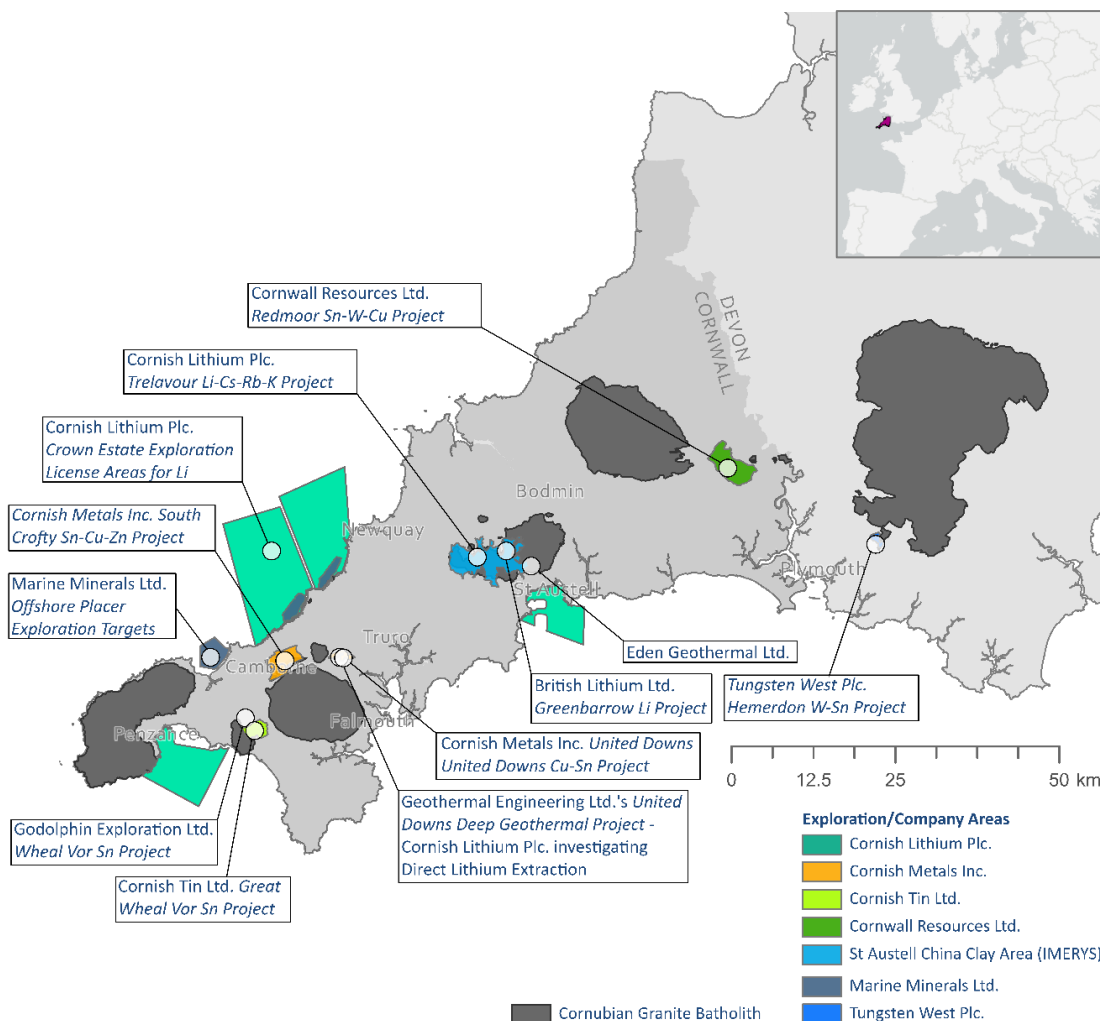 Cornwall Resources Ltd.
Redmoor Sn-W-Cu Project
DEVON
CORNWALL
Cornish Lithium Plc.
Trelavour Li-Cs-Rb-K Project
Cornish Lithium Plc.
Crown Estate Exploration
License Areas for Li
Bodmin
Newquay
Cornish Metals Inc. South
Crofty Sn-Cu-Zn Project
Marine Minerals Ltd.
Offshore Placer
Exploration Targets
Plymouth
St Austell
Truro
Eden Geothermal Ltd.
Camborne
British Lithium Ltd.
Greenbarrow Li Project
Tungsten West Plc.
Hemerdon W-Sn Project
Penzance
Falmouth
Cornish Metals Inc. United Downs
United Downs Cu-Sn Project
0 12.5 25 50 km
Geothermal Engineering Ltd.'s United
Downs Deep Geothermal Project -
Cornish Lithium Plc. investigating
Direct Lithium Extraction
Godolphin Exploration Ltd.
Wheal Vor Sn Project
Cornish Tin Ltd. Great
Wheal Vor Sn Project
Exploration/Company Areas
Cornish Lithium Plc.
Cornish Metals Inc.
Cornish Tin Ltd.
Cornwall Resources Ltd.
St Austell China Clay Area (IMERYS)
Marine Minerals Ltd.
Tungsten West Plc.
Cornubian Granite Batholith